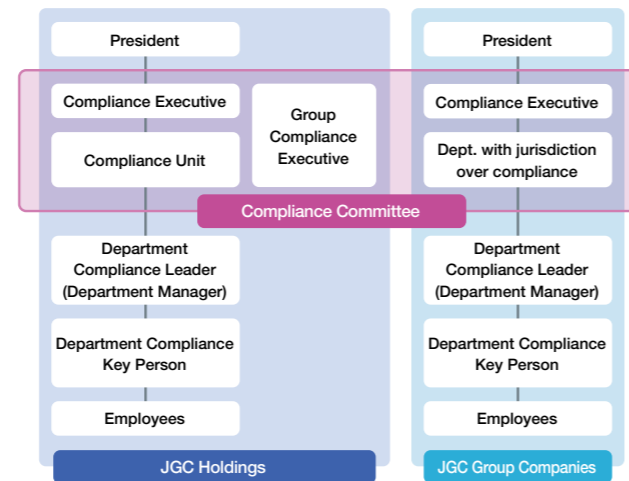 President
Compliance Executive
Compliance Unit
Group
Compliance
Executive
Department
Compliance Leader
(Department Manager)
Department Compliance
Key Person
Employees
JGC Holdings
President
Compliance Executive
Dept. with jurisdiction
over compliance
Compliance Committee
Department
Compliance Leader
(Department Manager)
Department Compliance
Key Person
Employees
JGC Group Companies